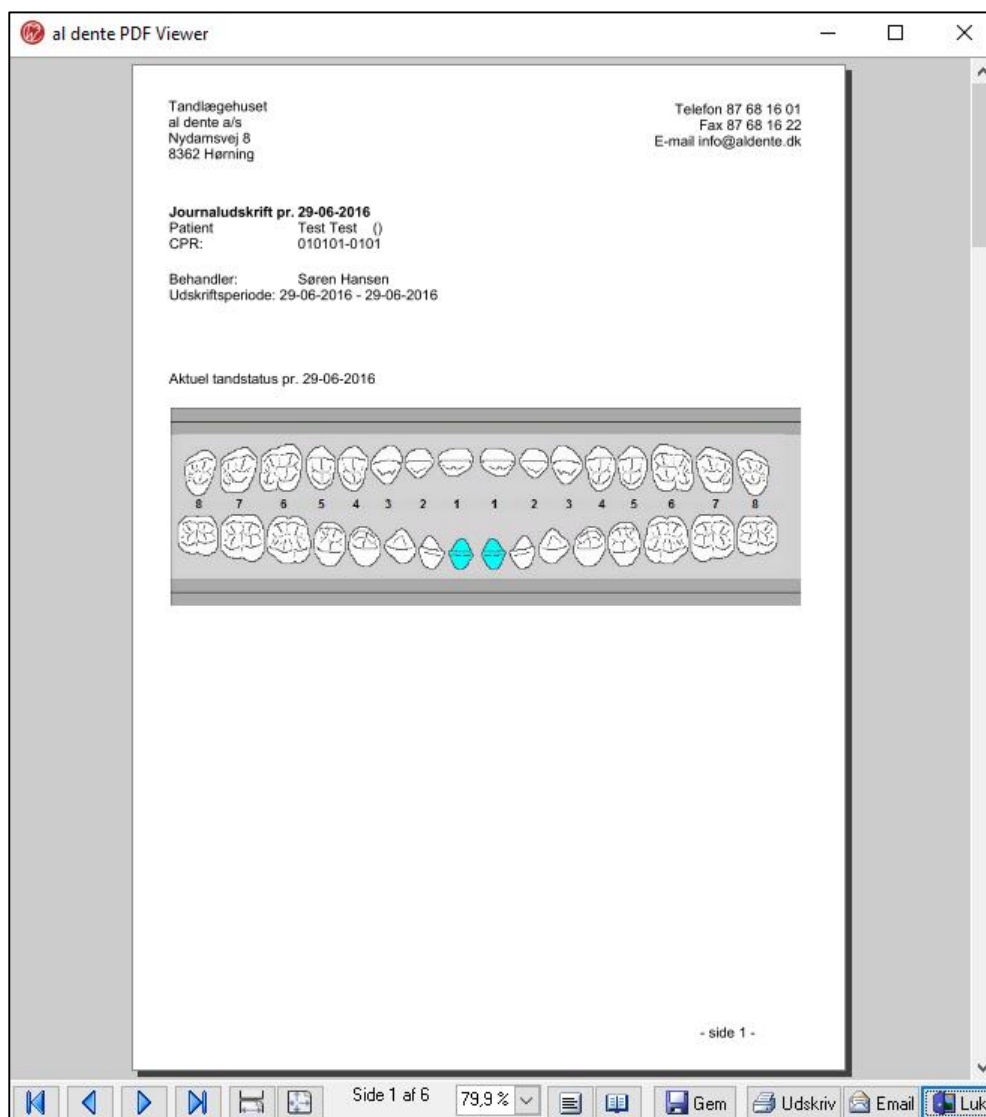 al dente PDF Viewer
Tandlægehuset
al dente a/s
Nydamsvej 8
8362 Hørning
Telefon 87 68 16 01
Fax 87 68 16 22
E-mail info@aldente.dk
Journaludskrift pr. 29-06-2016
Patient Test Test ()
CPR: 010101-0101
Behandler: Søren Hansen
Udskriftsperiode: 29-06-2016 - 29-06-2016
Aktuel tandstatus pr. 29-06-2016
8 7 6 5 4 3 2 1 1 2 3 4 5 6 7 8
- side 1 -
Side 1 af 6 79,9 % Gem Udskriv Email Luk